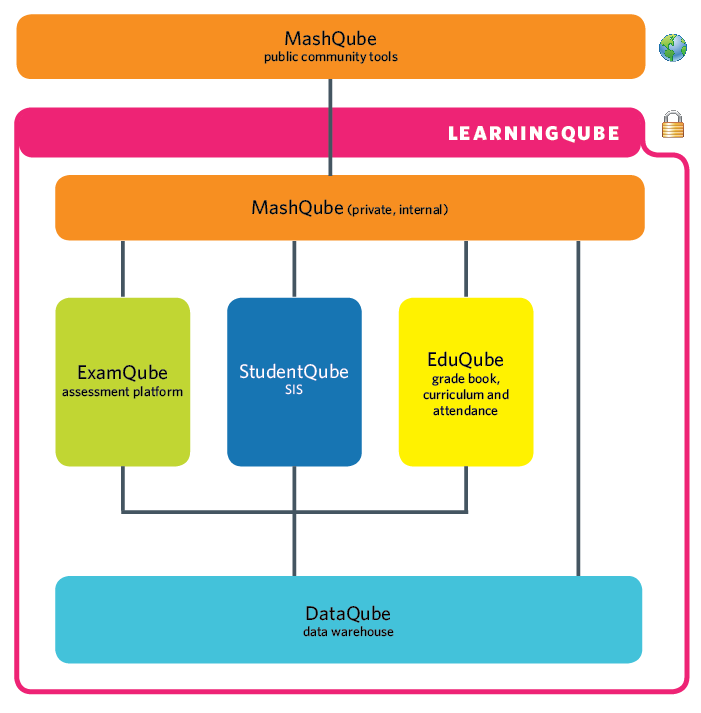 MashQube
public community tools
LEARNINGQUBE
MashQube (private, internal)
ExamQube
assessment platform
StudentQube
SIS
EduQube
grade book,
curriculum and
attendance
DataQube
data warehouse